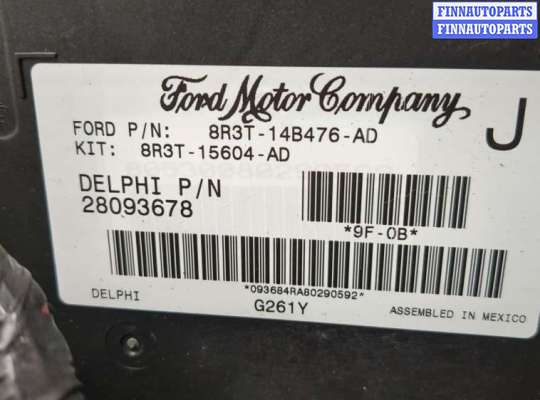 FINNAUTOPARTS
FINNAUTOPARTS
Ford Motor Company
J
FORD P/N: 8R3T-14B476-AD
KIT: 8R3T-15604-AD
DELPHI P/N
28093678
*9F-0B*
*093684RA80290592*
DELPHI
G261Y
ASSEMBLED IN MEXICO